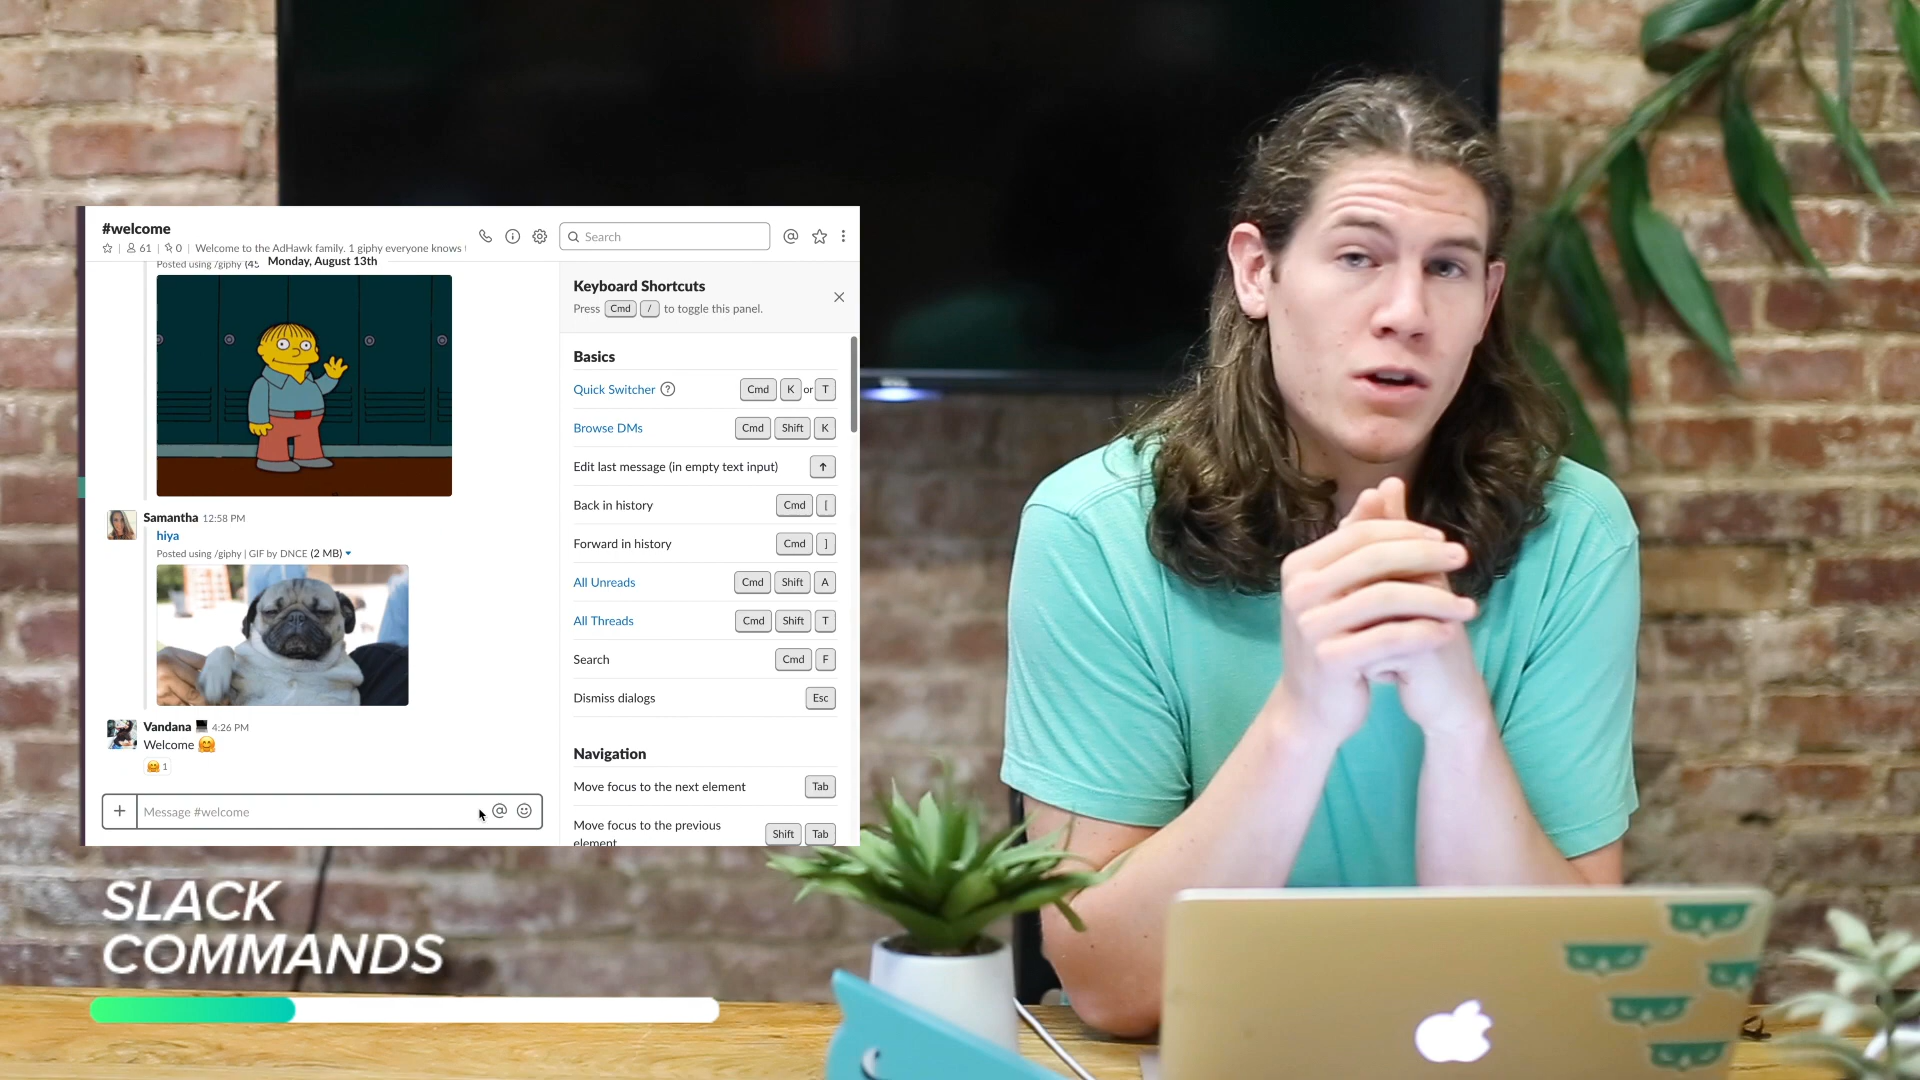 #welcome
61 | 0 | Welcome to the AdHawk family. 1 giphy everyone knows
Search
Posted using /giphy (45
Monday, August 13th
Samantha 12:58 PM
hiya
Posted using /giphy | GIF by DNCE (2 MB)
Vandana 4:26 PM
Welcome
1
Message #welcome
Keyboard Shortcuts
Press Cmd / to toggle this panel.
Basics
Quick Switcher ? Cmd K or T
Browse DMs Cmd Shift K
Edit last message (in empty text input) ↑
Back in history Cmd [
Forward in history Cmd ]
All Unreads Cmd Shift A
All Threads Cmd Shift T
Search Cmd F
Dismiss dialogs Esc
Navigation
Move focus to the next element Tab
Move focus to the previous Shift Tab
element
SLACK
COMMANDS